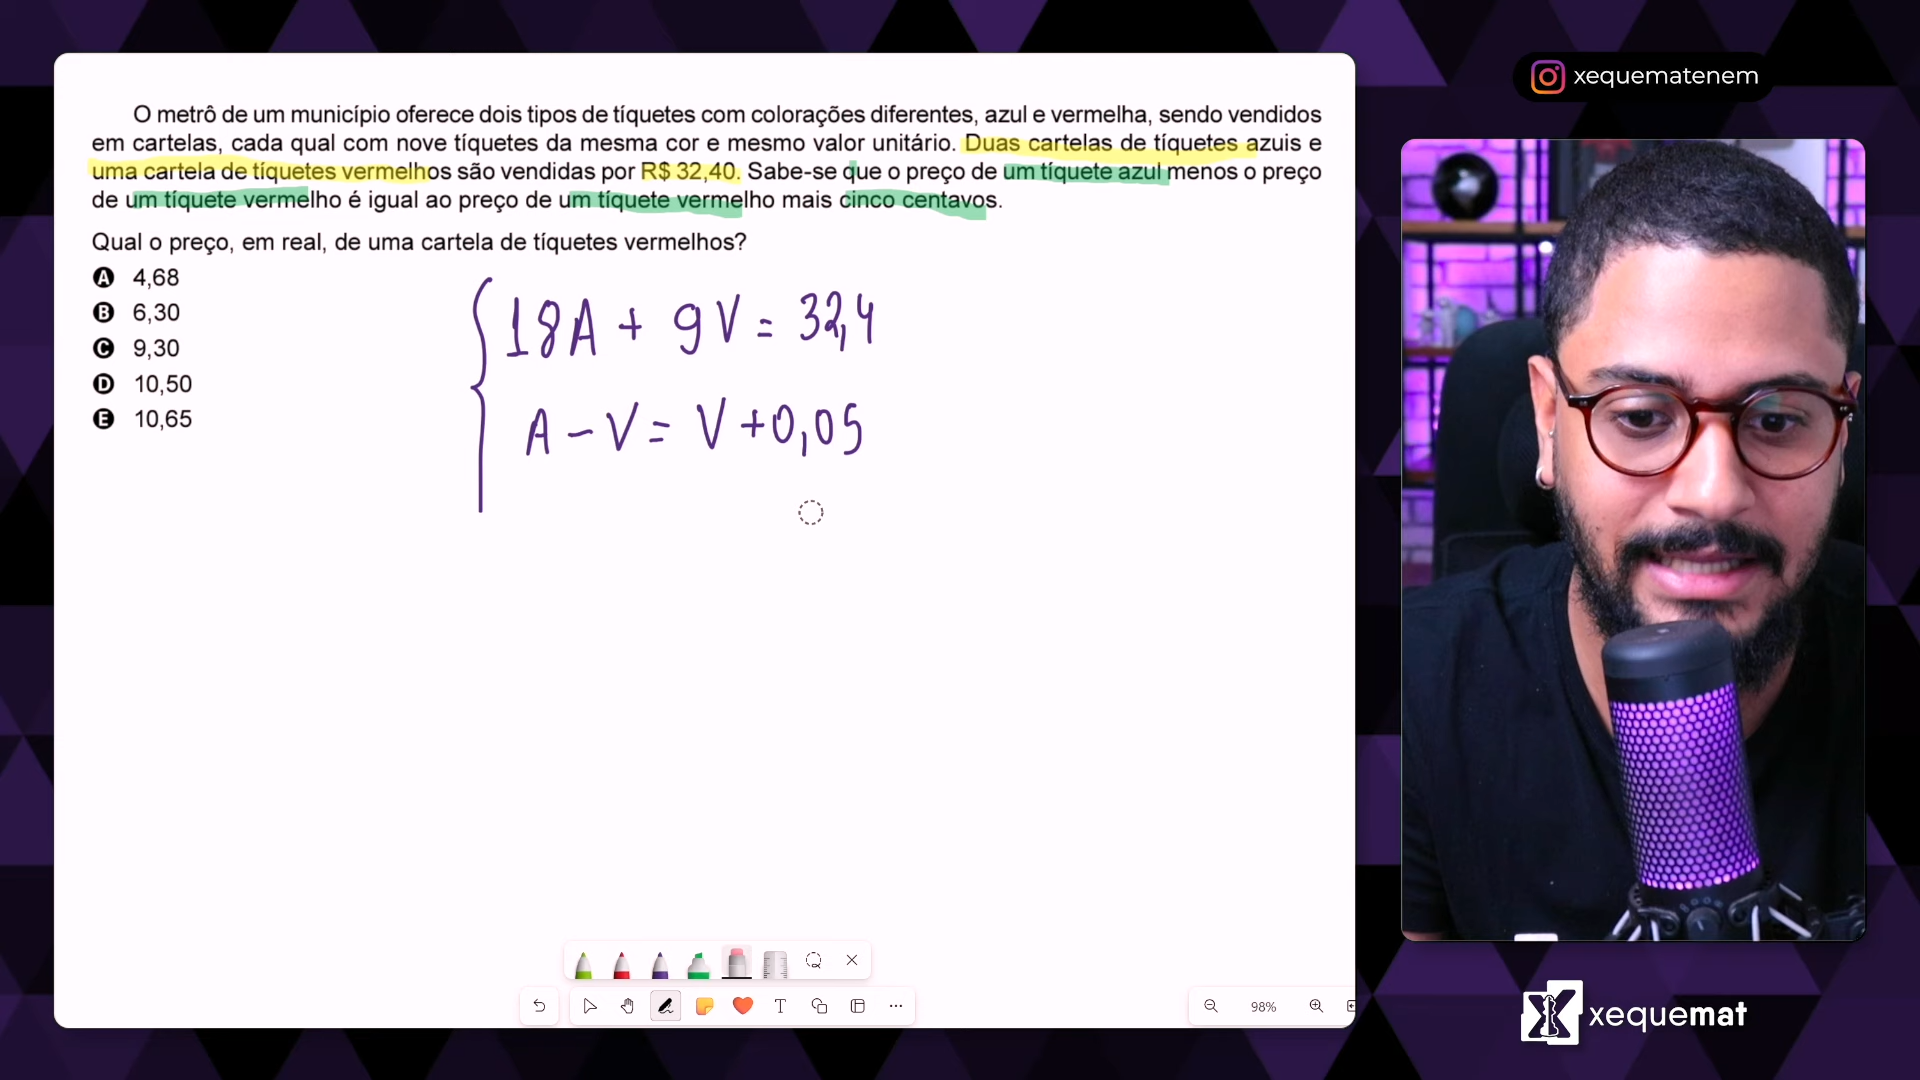 xequematenem
O metrô de um município oferece dois tipos de tíquetes com colorações diferentes, azul e vermelha, sendo vendidos
em cartelas, cada qual com nove tíquetes da mesma cor e mesmo valor unitário. Duas cartelas de tíquetes azuis e
uma cartela de tíquetes vermelhos são vendidas por R$ 32,40. Sabe-se que o preço de um tíquete azul menos o preço
de um tíquete vermelho é igual ao preço de um tíquete vermelho mais cinco centavos.
Qual o preço, em real, de uma cartela de tíquetes vermelhos?
A 4,68
B 6,30
C 9,30
D 10,50
E 10,65
18A + 9V = 32,4
A - V = V + 0,05
T
98%
xequemat